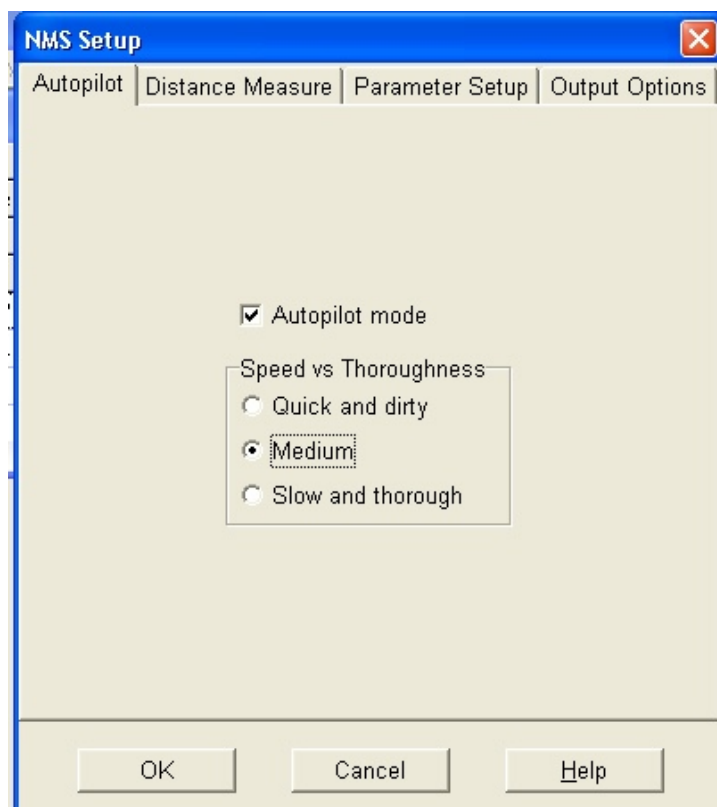 NMS Setup
Autopilot Distance Measure Parameter Setup Output Options
Autopilot mode
Speed vs Thoroughness
Quick and dirty
Medium
Slow and thorough
OK Cancel Help